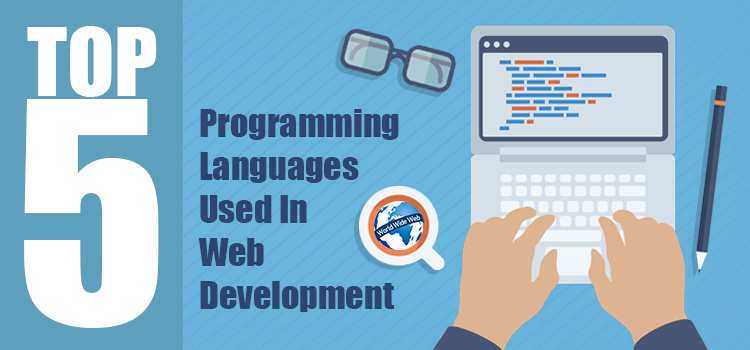 TOP
5
Programming
Languages
Used In
Web
Development
World Wide Web